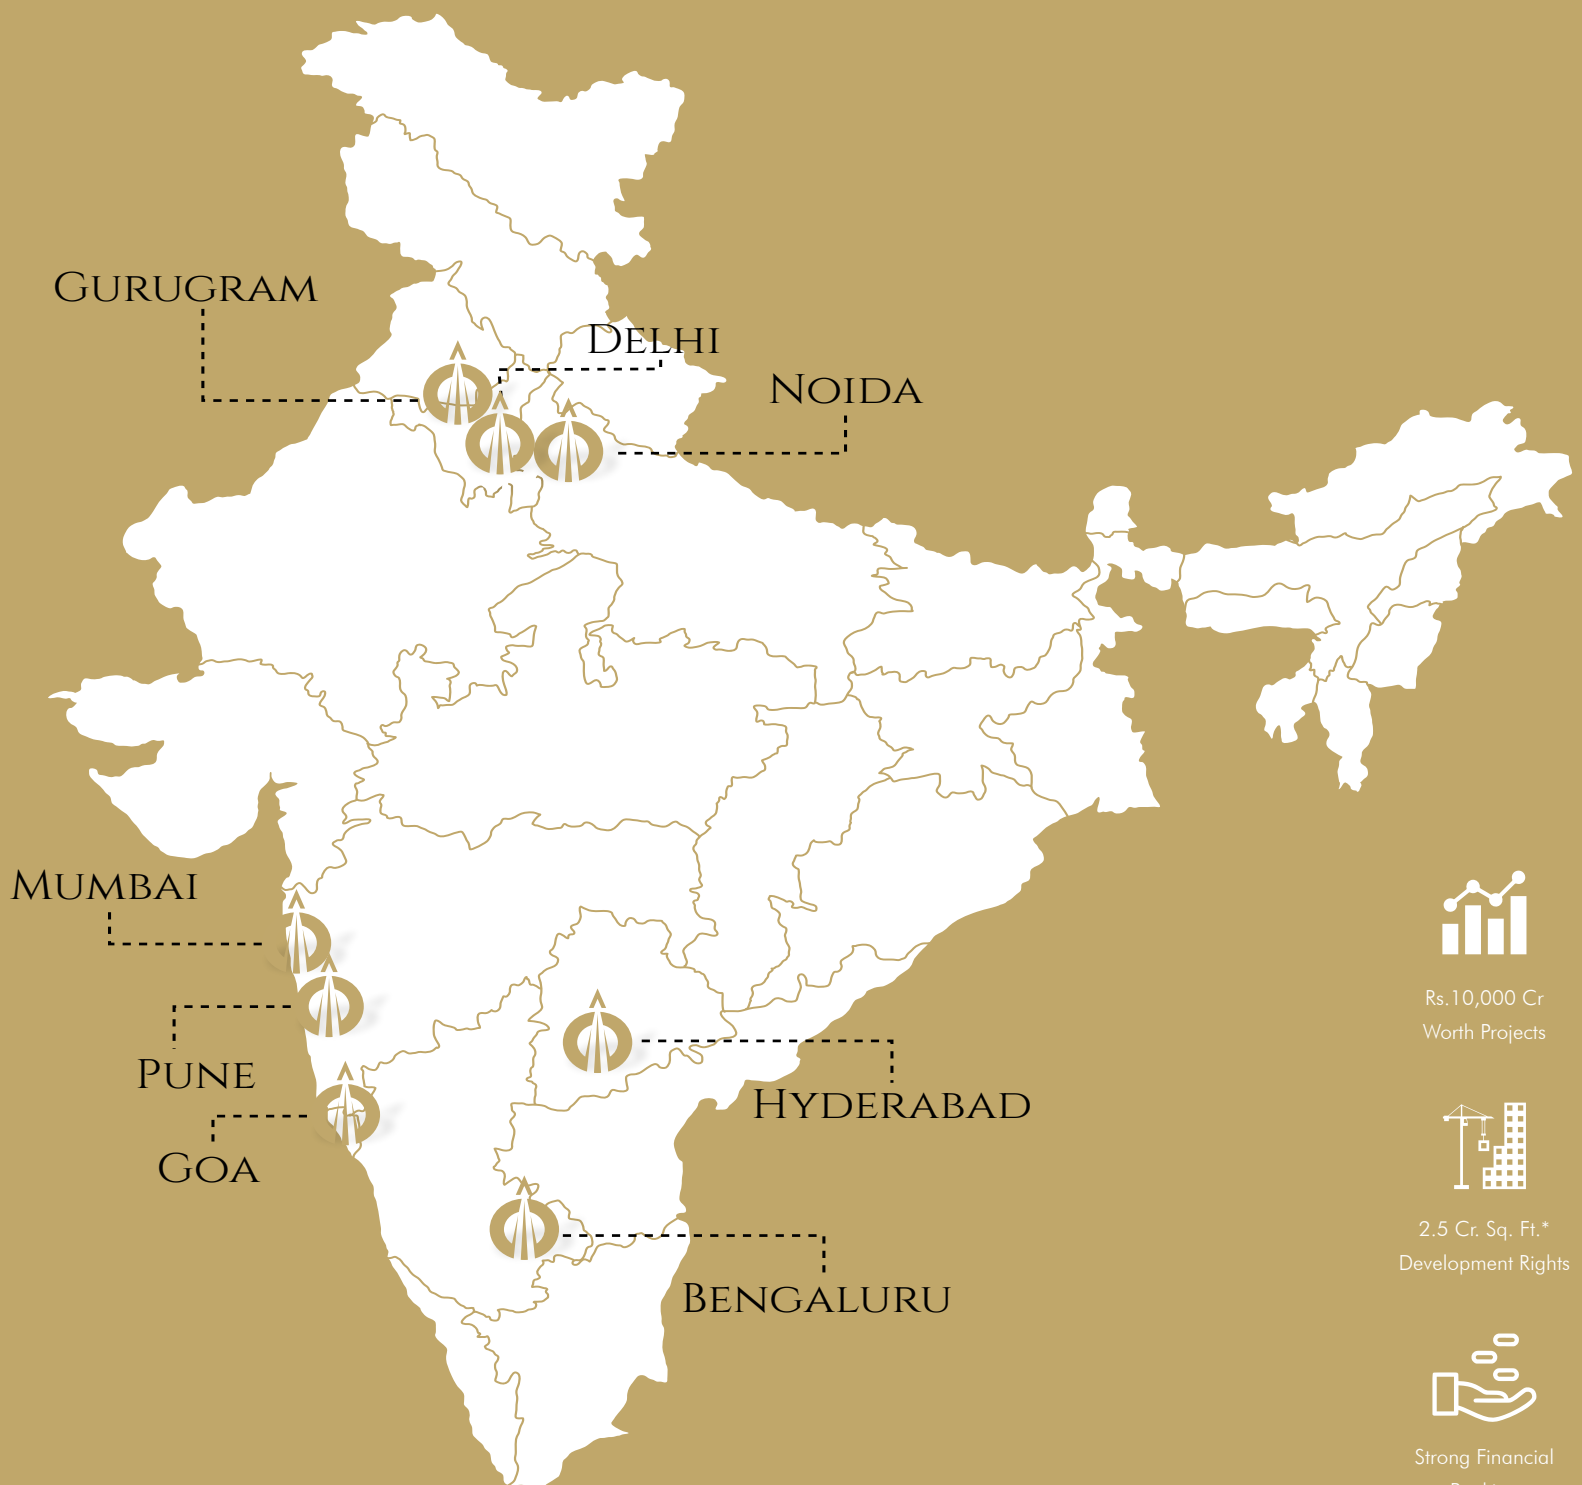 GURUGRAM
DELHI
NOIDA
MUMBAI
PUNE
GOA
HYDERABAD
BENGALURU
Rs.10,000 Cr
Worth Projects
2.5 Cr. Sq. Ft.*
Development Rights
Strong Financial